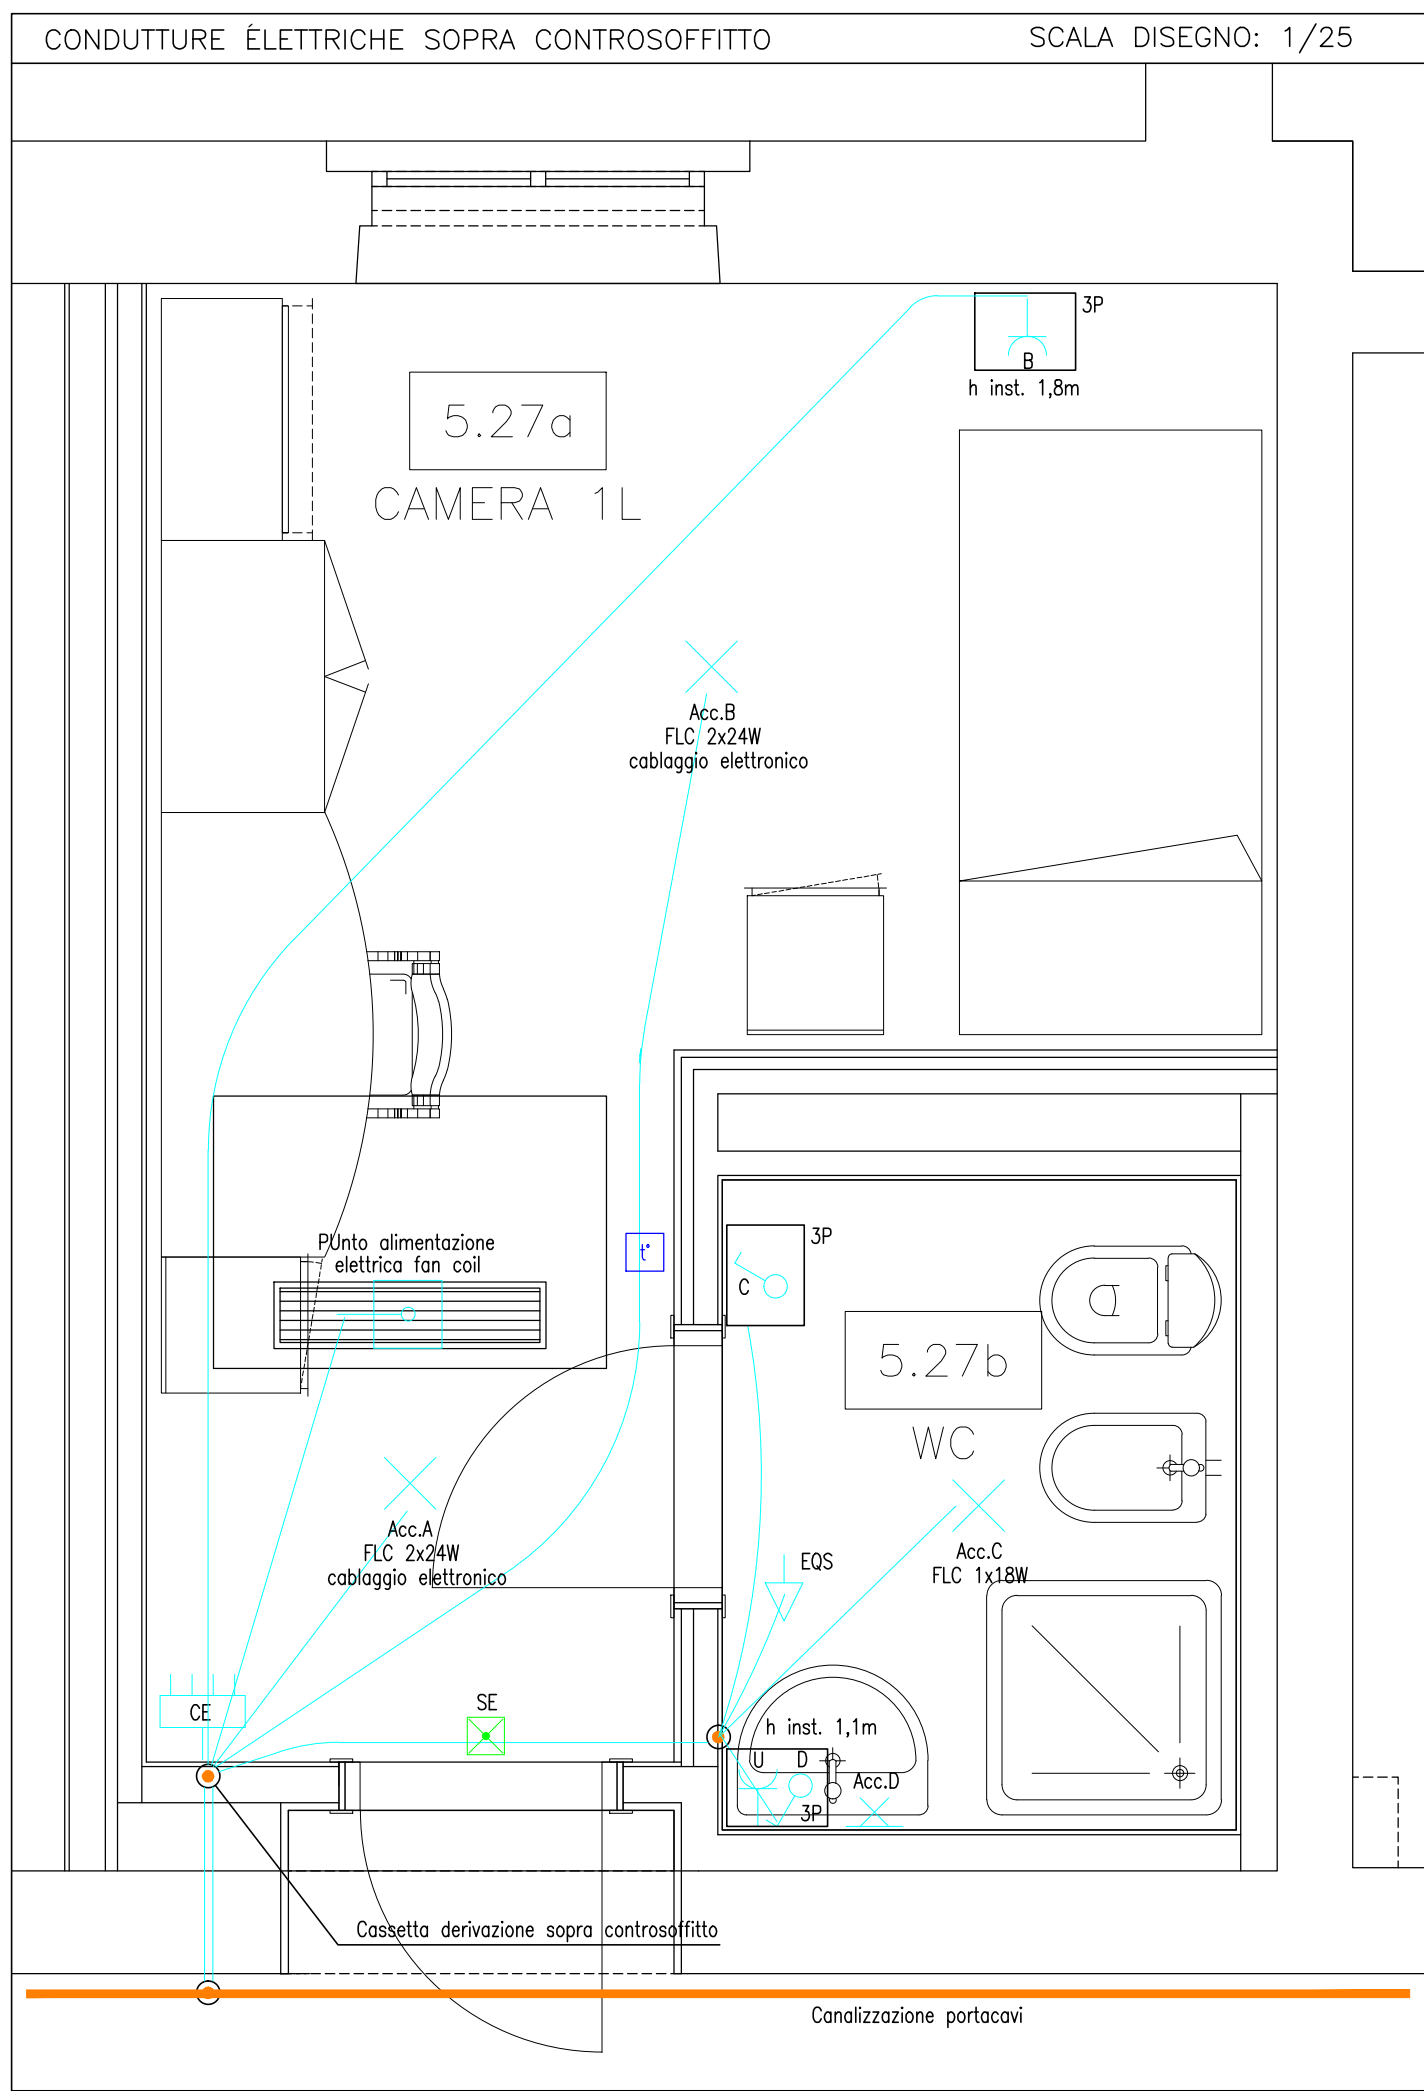 CONDUTTURE ÉLETTRICHE SOPRA CONTROSOFFITTO
SCALA DISEGNO: 1/25
3P
B
h inst. 1,8m
5.27a
CAMERA 1L
Acc.B
FLC 2x24W
cablaggio elettronico
PUnto alimentazione
elettrica fan coil
t°
3P
C
5.27b
WC
Acc.A
FLC 2x24W
cablaggio elettronico
EQS
Acc.C
FLC 1x18W
CE
SE
h inst. 1,1m
U D
Acc.D
3P
Cassetta derivazione sopra controsoffitto
Canalizzazione portacavi